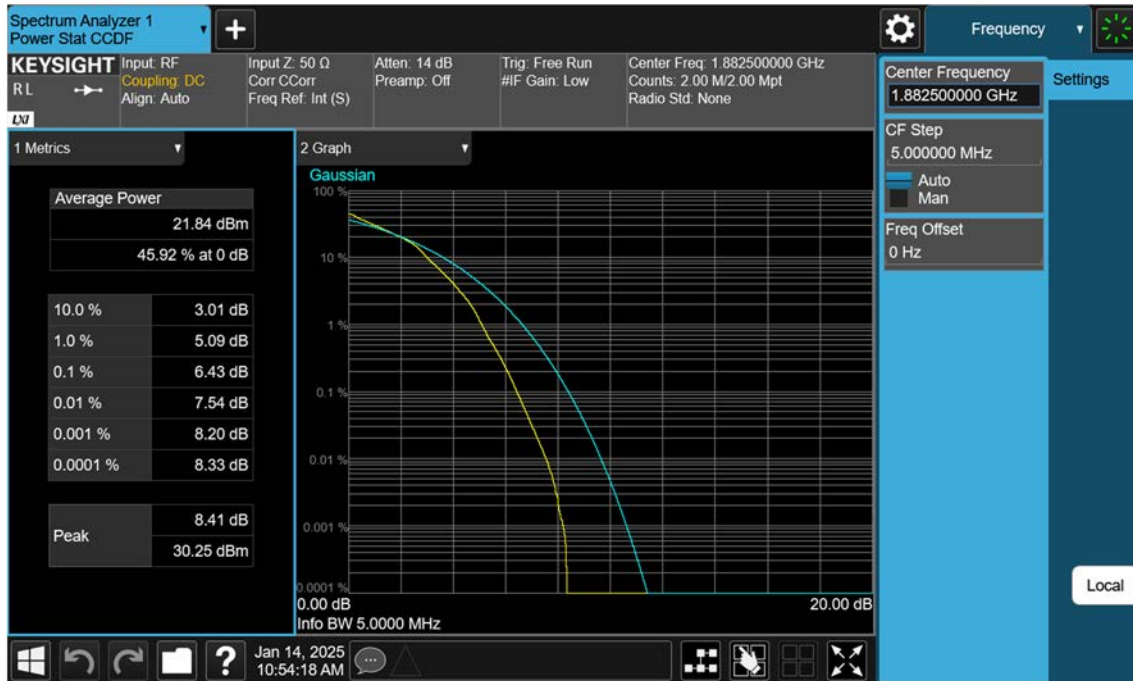 Spectrum Analyzer 1
Power Stat CCDF
Frequency
KEYSIGHT
R L
LXI
Input: RF
Coupling: DC
Align: Auto
Input Z: 50 Ω
Corr CCorr
Freq Ref: Int (S)
Atten: 14 dB
Preamp: Off
Trig: Free Run
#IF Gain: Low
Center Freq: 1.882500000 GHz
Counts: 2.00 M/2.00 Mpt
Radio Std: None
Center Frequency
1.882500000 GHz
Settings
CF Step
5.000000 MHz
Auto
Man
Freq Offset
0 Hz
1 Metrics
Average Power
21.84 dBm
45.92 % at 0 dB
10.0 % 3.01 dB
1.0 % 5.09 dB
0.1 % 6.43 dB
0.01 % 7.54 dB
0.001 % 8.20 dB
0.0001 % 8.33 dB
Peak
8.41 dB
30.25 dBm
2 Graph
Gaussian
100 %
10 %
1 %
0.1 %
0.01 %
0.001 %
0.0001 %
0.00 dB 20.00 dB
Info BW 5.0000 MHz
Local
?
Jan 14, 2025
10:54:18 AM